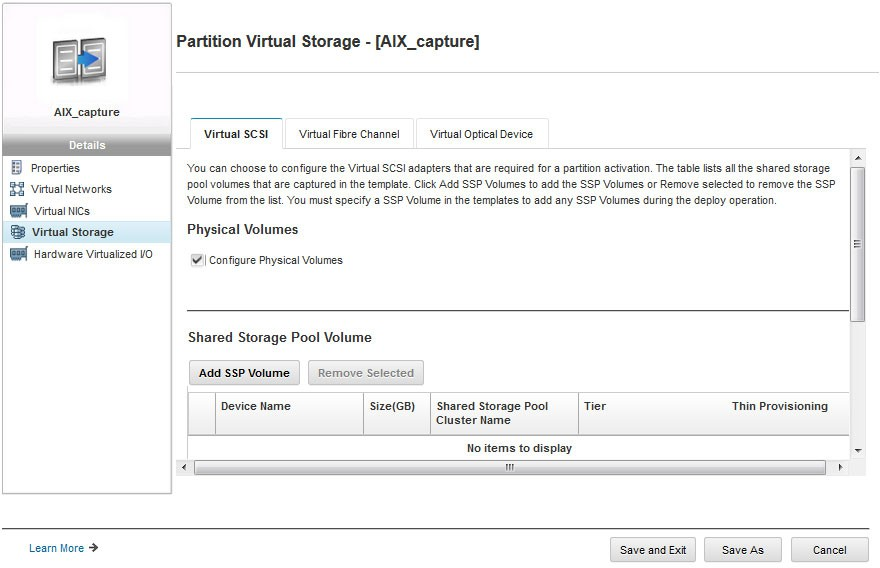 Partition Virtual Storage - [AIX_capture]
AIX_capture
Details
Properties
Virtual Networks
Virtual NICs
Virtual Storage
Hardware Virtualized I/O
Virtual SCSI
Virtual Fibre Channel
Virtual Optical Device
You can choose to configure the Virtual SCSI adapters that are required for a partition activation. The table lists all the shared storage
pool volumes that are captured in the template. Click Add SSP Volumes to add the SSP Volumes or Remove selected to remove the SSP
Volume from the list. You must specify a SSP Volume in the templates to add any SSP Volumes during the deploy operation.
Physical Volumes
Configure Physical Volumes
Shared Storage Pool Volume
Add SSP Volume
Remove Selected
Device Name
Size(GB)
Shared Storage Pool
Cluster Name
Tier
Thin Provisioning
No items to display
Learn More
Save and Exit
Save As
Cancel